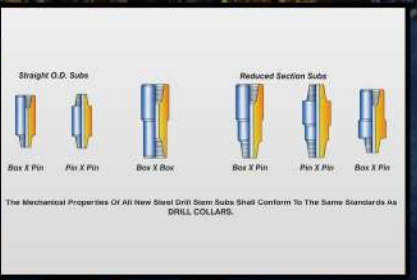 Straight O.D. Subs
Reduced Section Subs
Box X Pin
Pin X Pin
Box X Box
Box X Pin
Pin X Pin
Box X Pin
The Mechanical Properties Of All New Steel Drill Stem Subs Shall Conform To The Same Standards As
DRILL COLLARS.